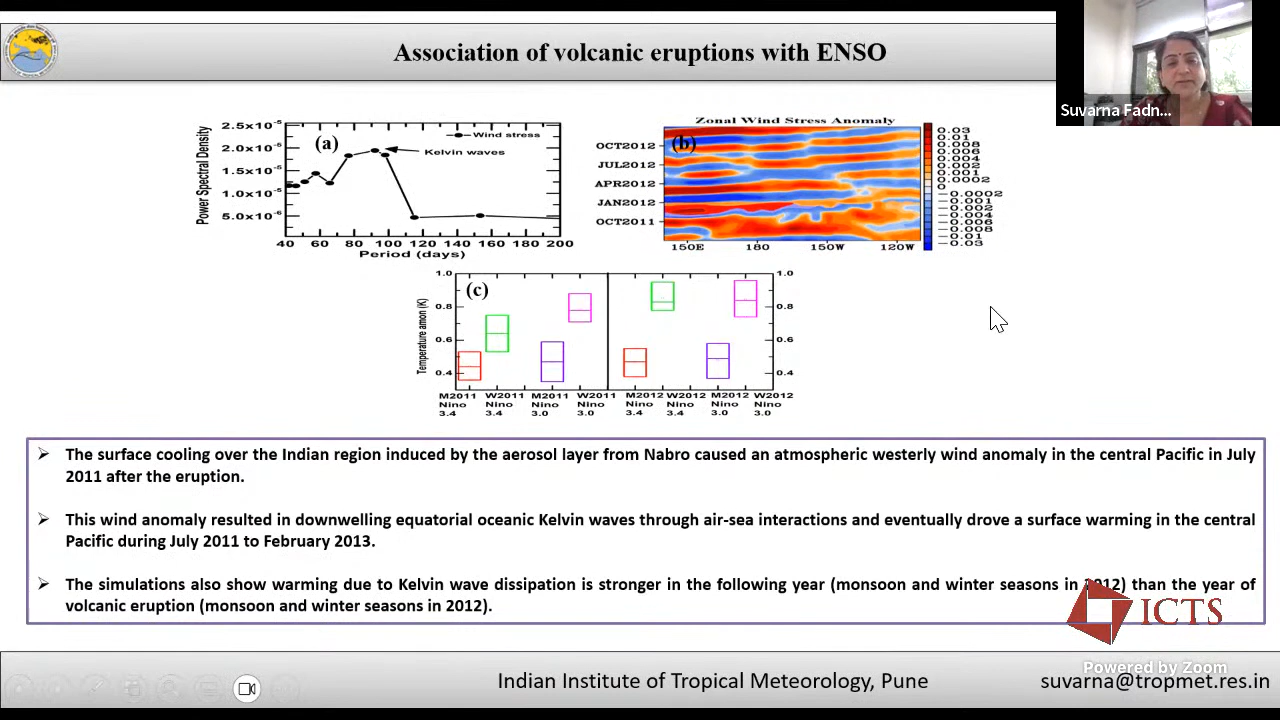 Association of volcanic eruptions with ENSO
Suvarna Fadn...
Power Spectral Density
2.5x10⁻⁵
2.0x10⁻⁵
1.5x10⁻⁵
1.0x10⁻⁵
5.0x10⁻⁶
(a)
Wind stress
Kelvin waves
40 60 80 100 120 140 160 180 200
Period (days)
Zonal Wind Stress Anomaly
(b)
OCT2012
JUL2012
APR2012
JAN2012
OCT2011
150E 180 150W 120W
0.03
0.01
0.008
0.006
0.004
0.002
0.0002
0
-0.0002
-0.001
-0.002
-0.004
-0.006
-0.008
-0.01
-0.03
(c)
Temperature amon (K)
1.0
0.8
0.6
0.4
1.0
0.8
0.6
0.4
M2011 W2011 M2011 W2011 M2012 W2012 M2012 W2012
Nino Nino Nino Nino Nino Nino Nino Nino
3.4 3.4 3.0 3.0 3.4 3.4 3.0 3.0
The surface cooling over the Indian region induced by the aerosol layer from Nabro caused an atmospheric westerly wind anomaly in the central Pacific in July
2011 after the eruption.
This wind anomaly resulted in downwelling equatorial oceanic Kelvin waves through air-sea interactions and eventually drove a surface warming in the central
Pacific during July 2011 to February 2013.
The simulations also show warming due to Kelvin wave dissipation is stronger in the following year (monsoon and winter seasons in 2012) than the year of
volcanic eruption (monsoon and winter seasons in 2012).
ICTS
Powered by Zoom
Indian Institute of Tropical Meteorology, Pune
suvarna@tropmet.res.in